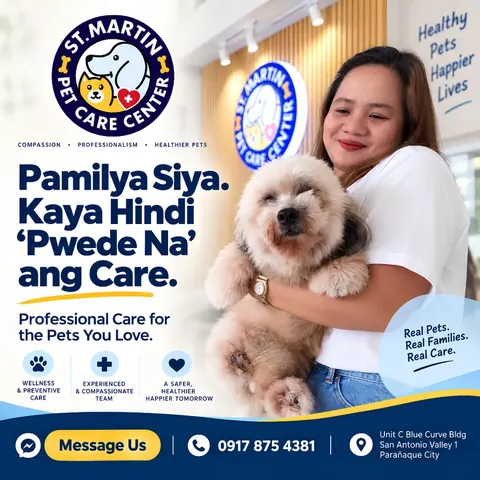 ST. MARTIN
PET CARE CENTER
COMPASSION • PROFESSIONALISM • HEALTHIER PETS
Pamilya Siya.
Kaya Hindi
‘Pwede Na’
ang Care.
Professional Care for
the Pets You Love.
WELLNESS
& PREVENTIVE
CARE
EXPERIENCED
& COMPASSIONATE
TEAM
A SAFER,
HEALTHIER
HAPPIER TOMORROW
ST. MARTIN
PET CARE CENTER
Healthy
Pets
Happier
Lives
Real Pets.
Real Families.
Real Care.
Message Us
0917 875 4381
Unit C Blue Curve Bldg
San Antonio Valley 1
Parañaque City